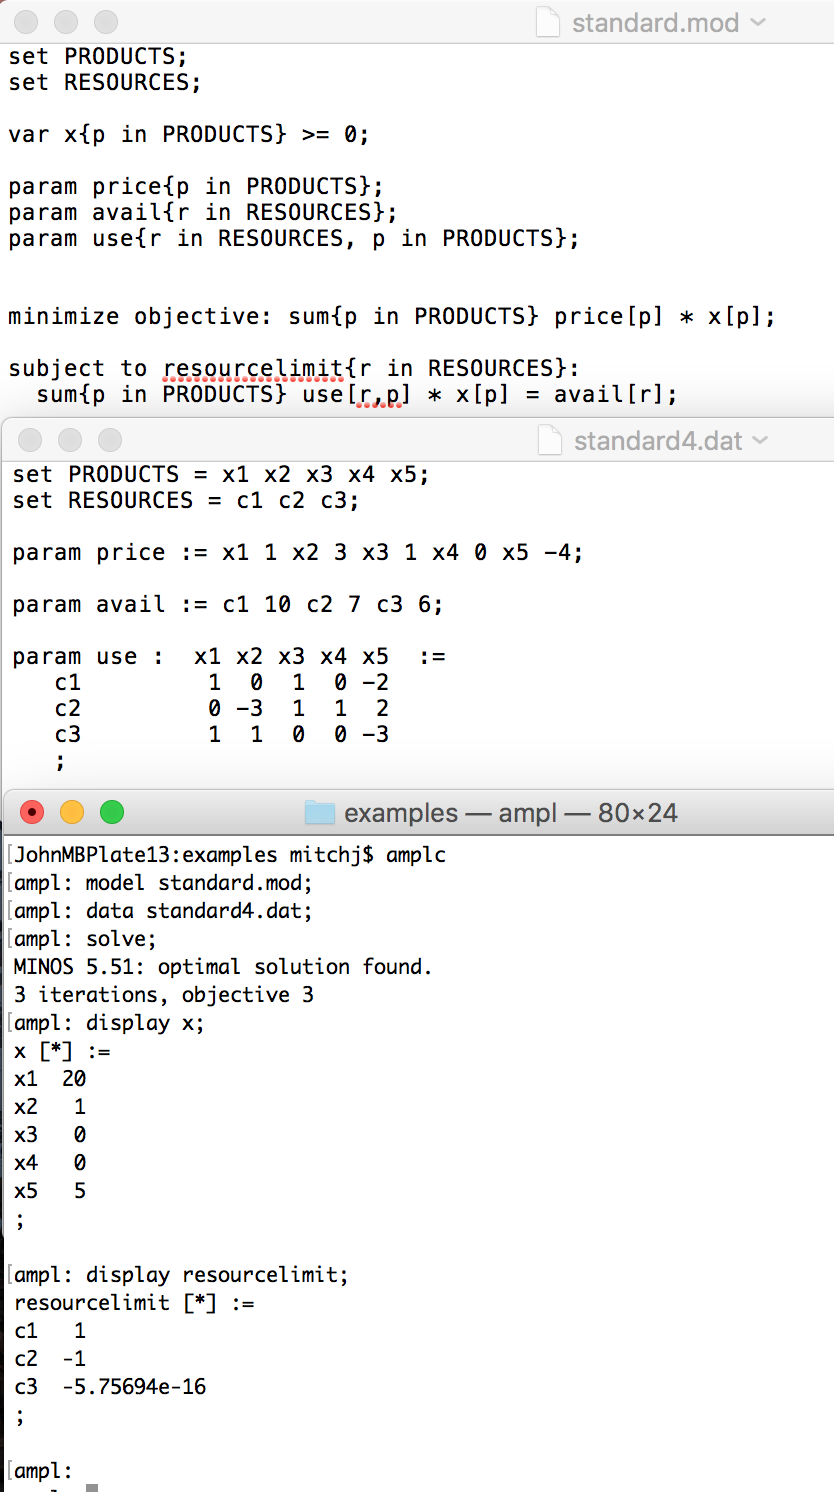 standard.mod
set PRODUCTS;
set RESOURCES;
var x{p in PRODUCTS} >= 0;
param price{p in PRODUCTS};
param avail{r in RESOURCES};
param use{r in RESOURCES, p in PRODUCTS};
minimize objective: sum{p in PRODUCTS} price[p] * x[p];
subject to resourcelimit{r in RESOURCES}:
  sum{p in PRODUCTS} use[r,p] * x[p] = avail[r];
standard4.dat
set PRODUCTS = x1 x2 x3 x4 x5;
set RESOURCES = c1 c2 c3;
param price := x1 1 x2 3 x3 1 x4 0 x5 -4;
param avail := c1 10 c2 7 c3 6;
param use :  x1 x2 x3 x4 x5  :=
   c1         1  0  1  0 -2
   c2         0 -3  1  1  2
   c3         1  1  0  0 -3
   ;
examples — ampl — 80×24
[JohnMBPlate13:examples mitchj$ amplc
[ampl: model standard.mod;
[ampl: data standard4.dat;
[ampl: solve;
MINOS 5.51: optimal solution found.
3 iterations, objective 3
[ampl: display x;
x [*] :=
x1  20
x2   1
x3   0
x4   0
x5   5
;
[ampl: display resourcelimit;
resourcelimit [*] :=
c1   1
c2  -1
c3  -5.75694e-16
;
[ampl: